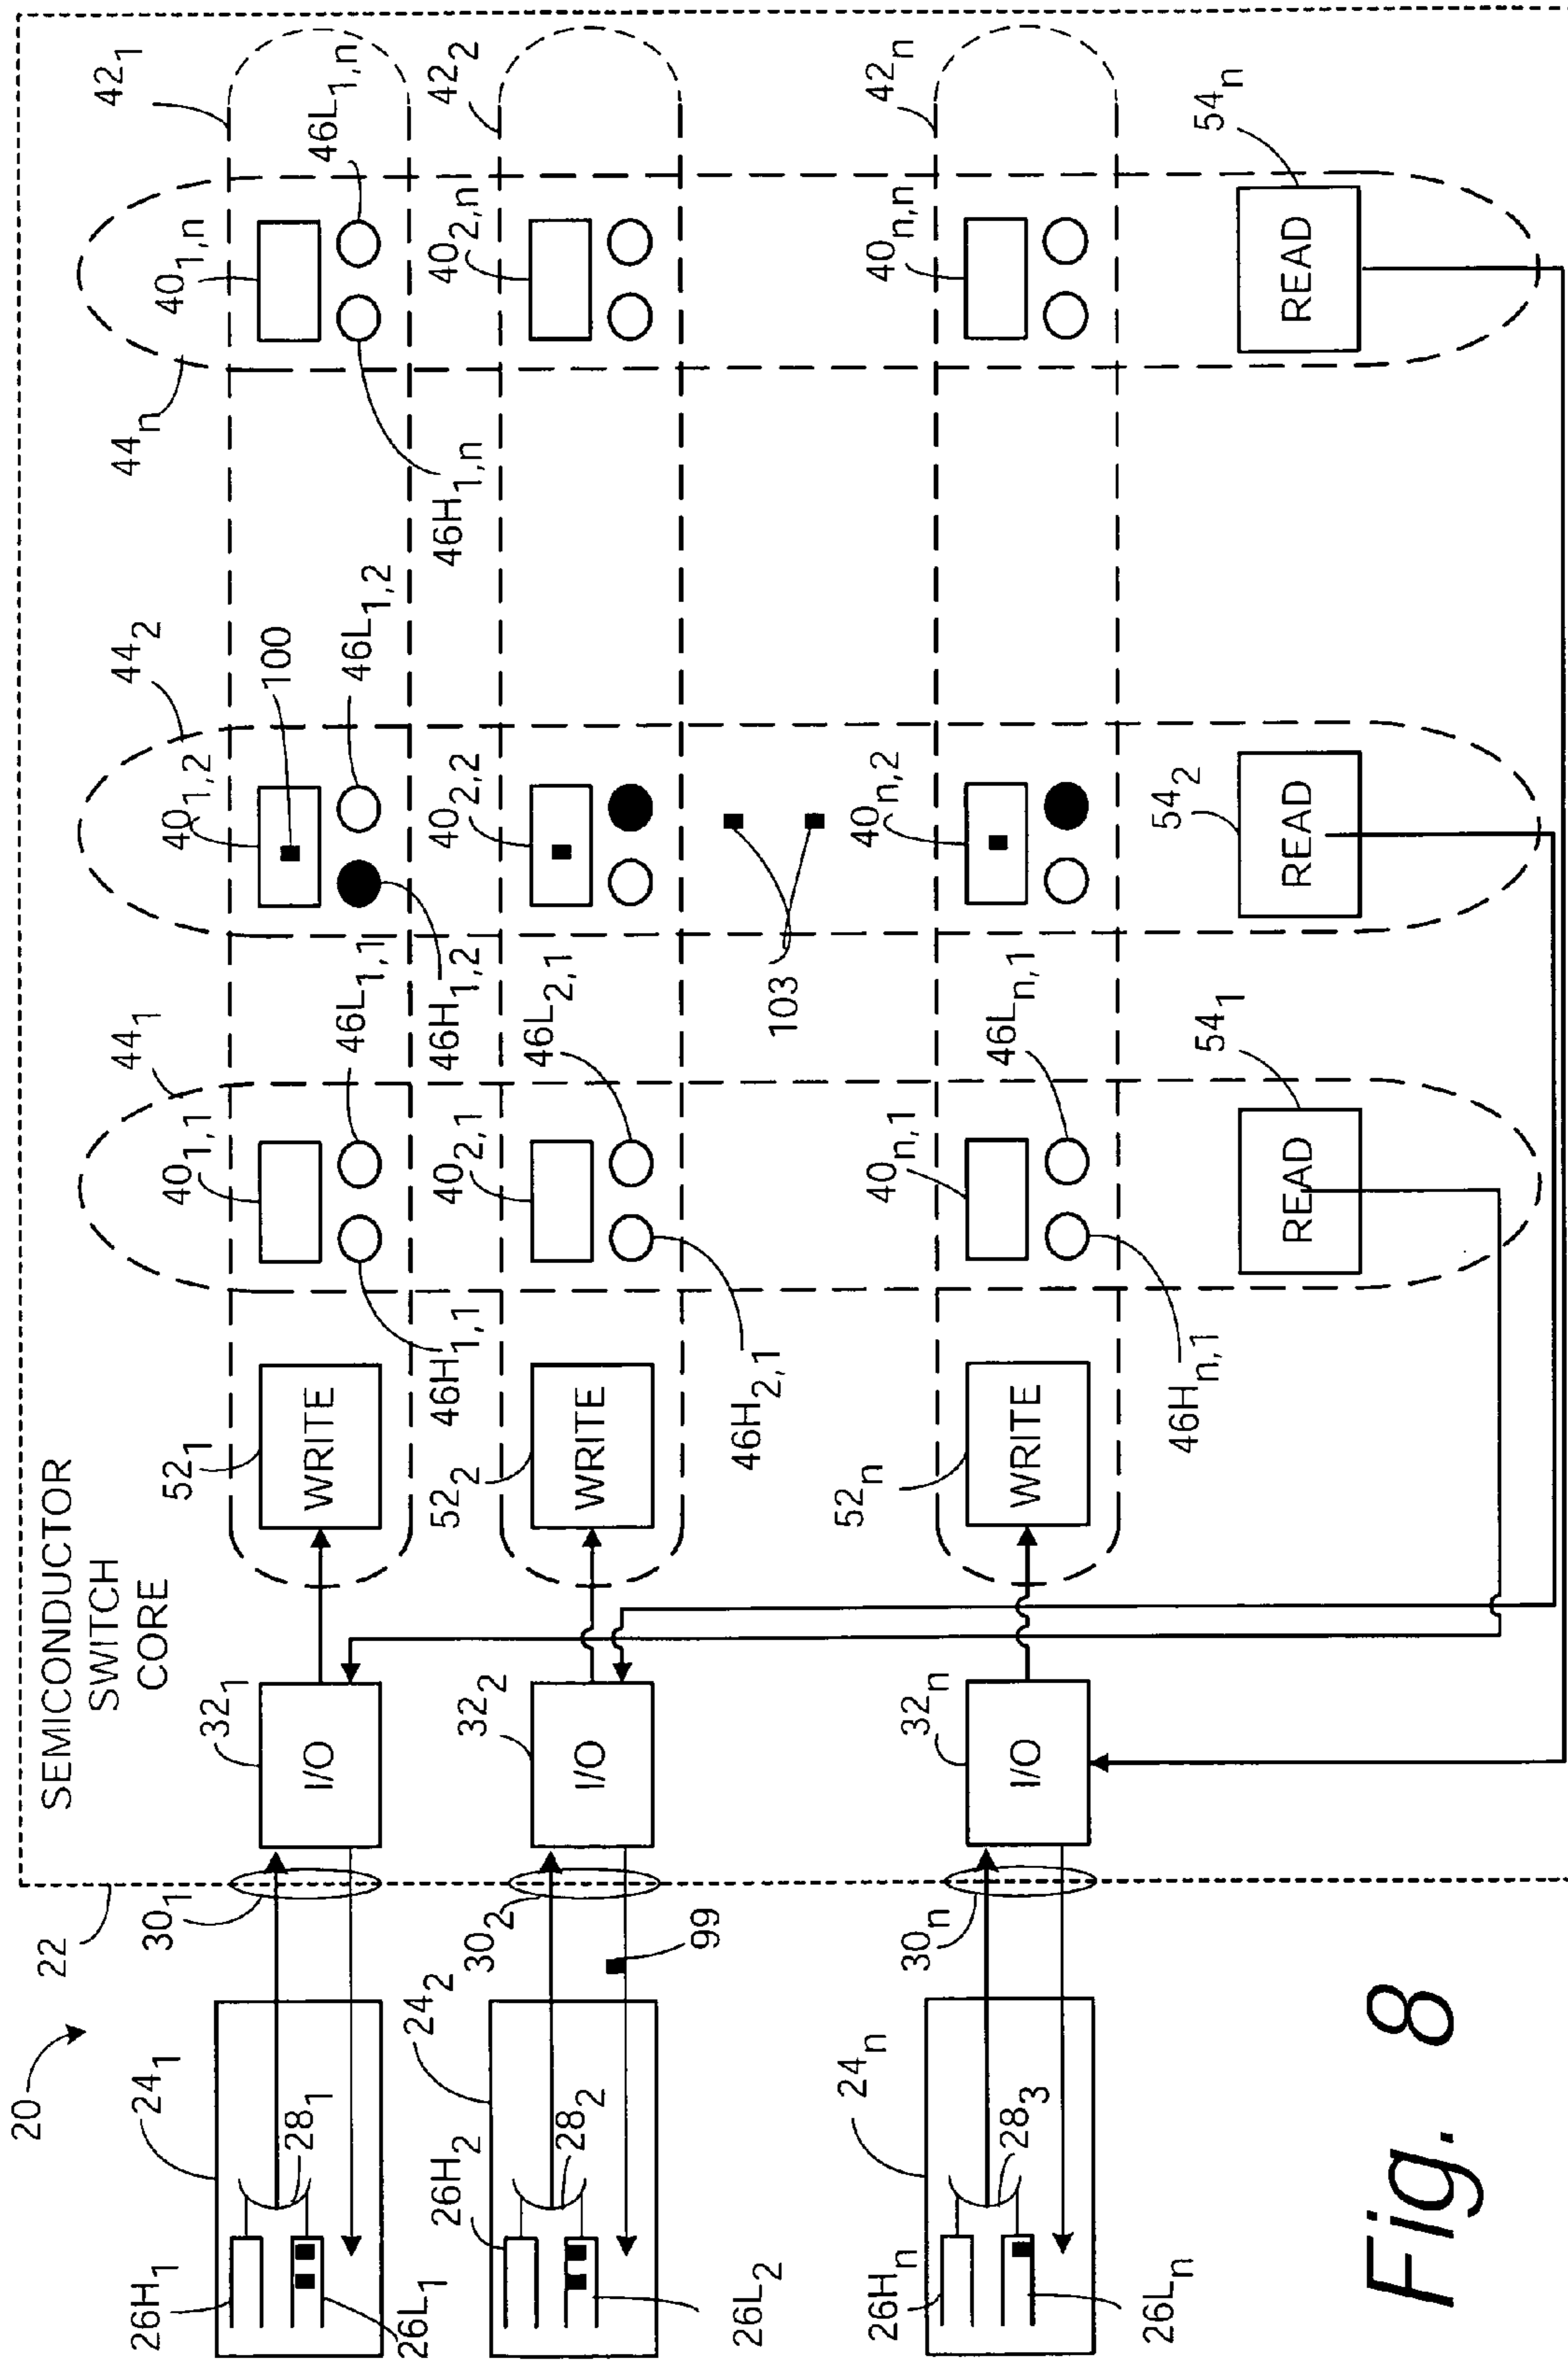 20
22
SEMICONDUCTOR
SWITCH
CORE
24₁
26H₁
26L₁
28₁
30₁
32₁
I/O
52₁
WRITE
42₁
44₁
40₁,₁
46H₁,₁
46L₁,₁
44₂
40₁,₂
100
46H₁,₂
46L₁,₂
44ₙ
40₁,ₙ
46H₁,ₙ
46L₁,ₙ
24₂
26H₂
26L₂
28₂
30₂
99
32₂
I/O
52₂
WRITE
42₂
40₂,₁
46H₂,₁
46L₂,₁
40₂,₂
40₂,ₙ
103
24ₙ
26Hₙ
26Lₙ
28₃
30ₙ
32ₙ
I/O
52ₙ
WRITE
42ₙ
40ₙ,₁
46Hₙ,₁
46Lₙ,₁
40ₙ,₂
40ₙ,ₙ
54₁
READ
54₂
READ
54ₙ
READ
Fig. 8